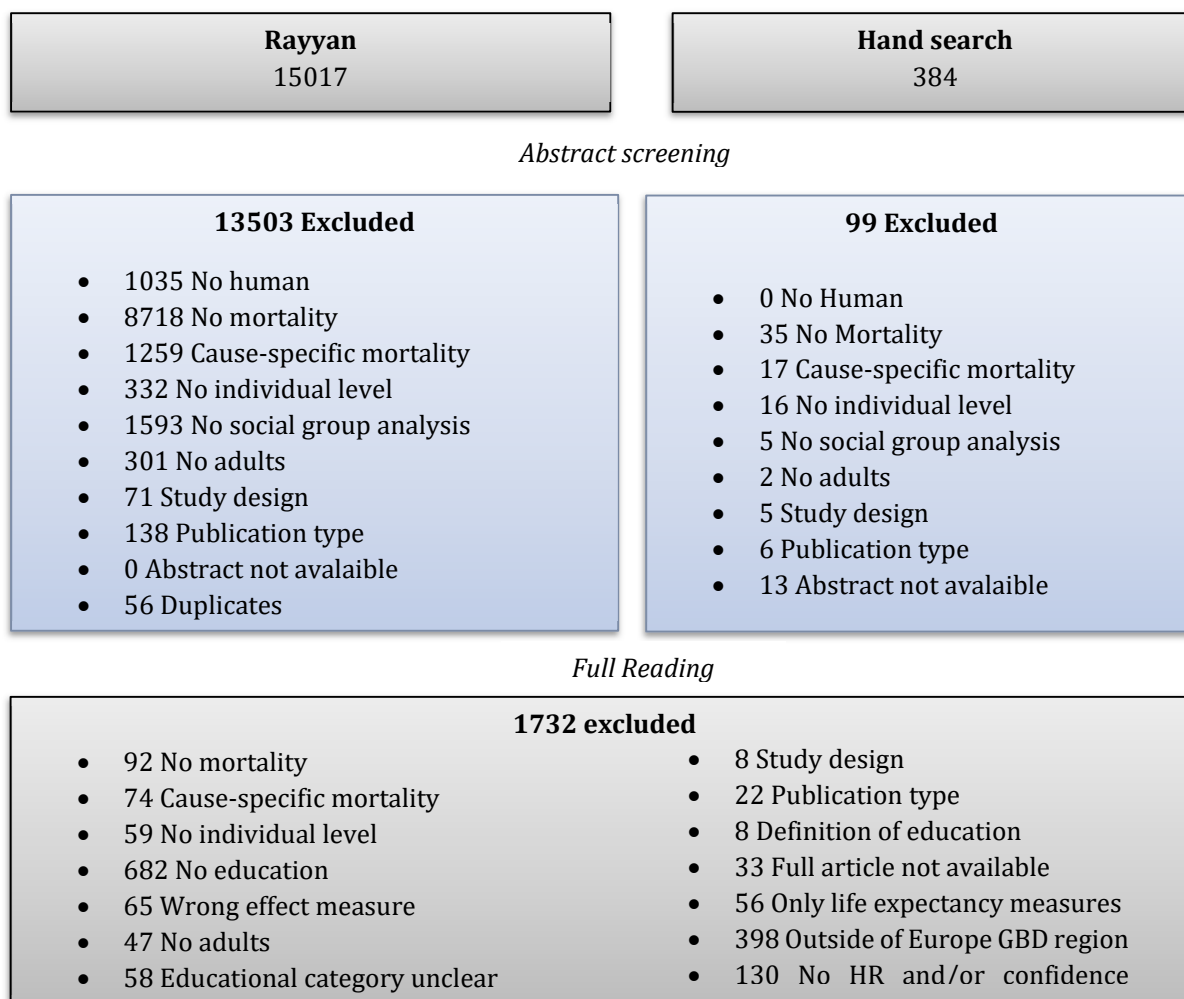 Rayyan
15017
Hand search
384
Abstract screening
13503 Excluded
• 1035 No human
• 8718 No mortality
• 1259 Cause-specific mortality
• 332 No individual level
• 1593 No social group analysis
• 301 No adults
• 71 Study design
• 138 Publication type
• 0 Abstract not avalaible
• 56 Duplicates
99 Excluded
• 0 No Human
• 35 No Mortality
• 17 Cause-specific mortality
• 16 No individual level
• 5 No social group analysis
• 2 No adults
• 5 Study design
• 6 Publication type
• 13 Abstract not avalaible
Full Reading
1732 excluded
• 92 No mortality
• 74 Cause-specific mortality
• 59 No individual level
• 682 No education
• 65 Wrong effect measure
• 47 No adults
• 58 Educational category unclear
• 8 Study design
• 22 Publication type
• 8 Definition of education
• 33 Full article not available
• 56 Only life expectancy measures
• 398 Outside of Europe GBD region
• 130 No HR and/or confidence